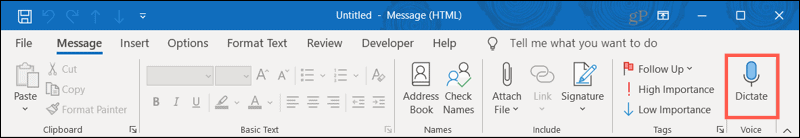 Untitled - Message (HTML)
gP
File Message Insert Options Format Text Review Developer Help Tell me what you want to do
Paste
Cut
Copy
Format Painter
Clipboard
B I U
A
Basic Text
Address Book
Check Names
Names
Attach File
Link
Signature
Include
Follow Up
High Importance
Low Importance
Tags
Dictate
Voice